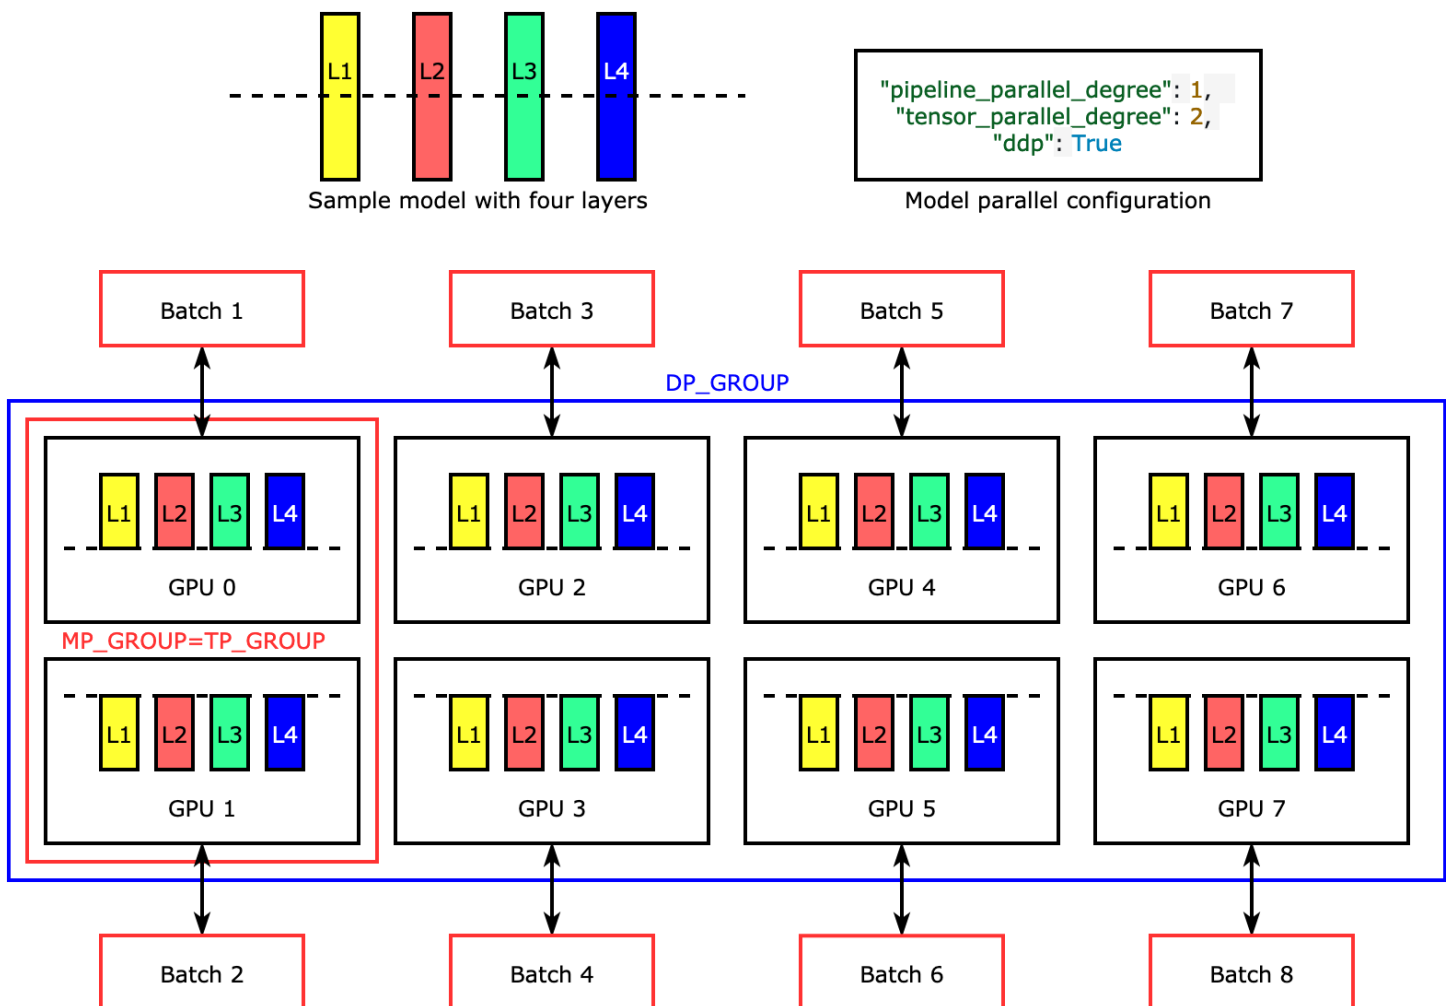 L1
L2
L3
L4
Sample model with four layers
"pipeline_parallel_degree": 1,
"tensor_parallel_degree": 2,
"ddp": True
Model parallel configuration
Batch 1
Batch 3
Batch 5
Batch 7
DP_GROUP
L1 L2 L3 L4
GPU 0
L1 L2 L3 L4
GPU 2
L1 L2 L3 L4
GPU 4
L1 L2 L3 L4
GPU 6
MP_GROUP=TP_GROUP
L1 L2 L3 L4
GPU 1
L1 L2 L3 L4
GPU 3
L1 L2 L3 L4
GPU 5
L1 L2 L3 L4
GPU 7
Batch 2
Batch 4
Batch 6
Batch 8